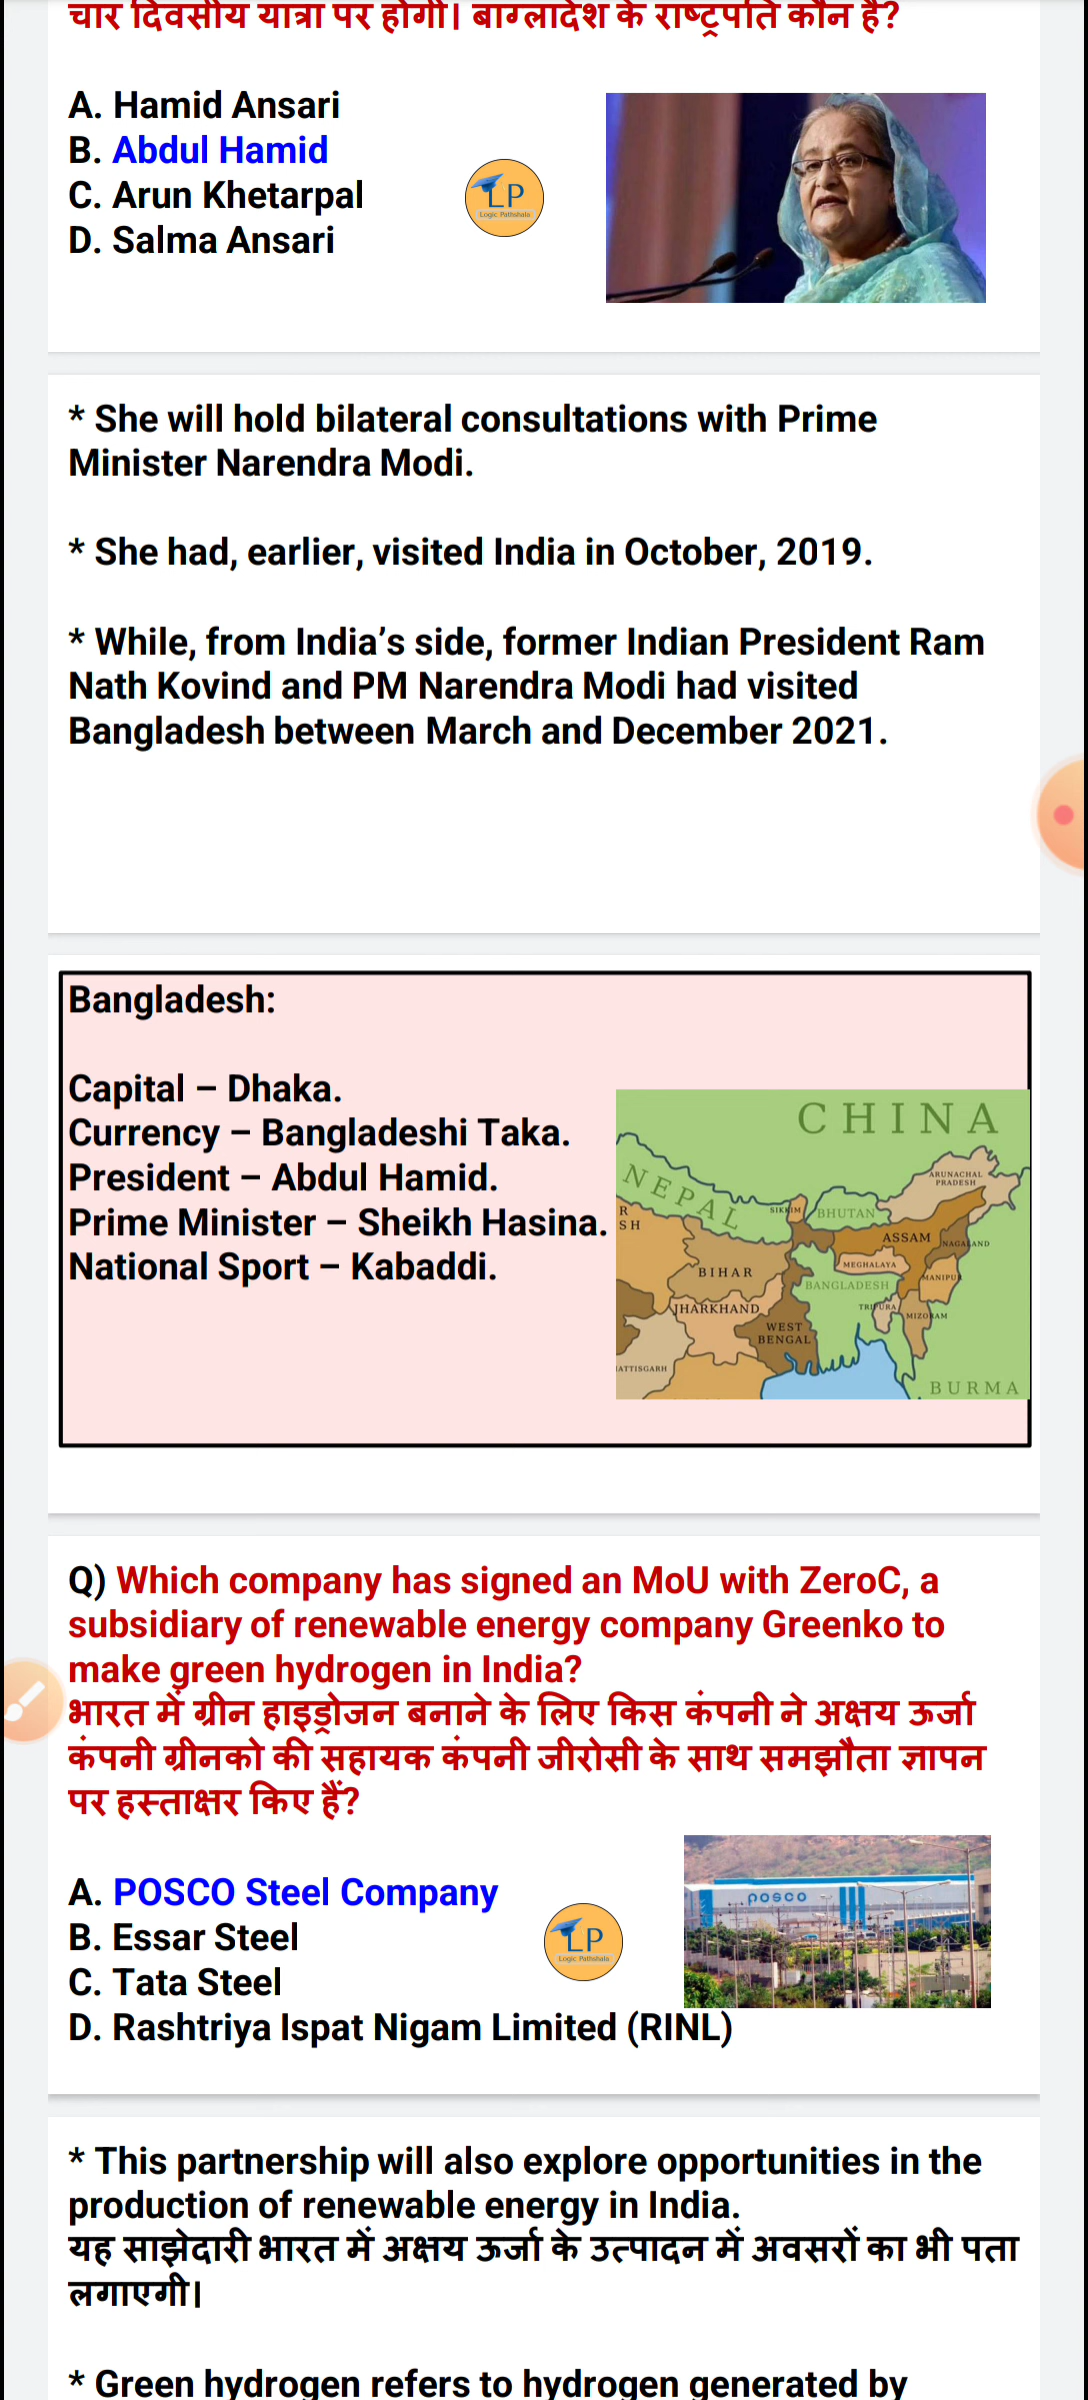 चार दिवसीय यात्रा पर होंगी। बांग्लादेश के राष्ट्रपति कौन हैं?
A. Hamid Ansari
B. Abdul Hamid
C. Arun Khetarpal
D. Salma Ansari
LP
Logic Pathshala
* She will hold bilateral consultations with Prime
Minister Narendra Modi.
* She had, earlier, visited India in October, 2019.
* While, from India’s side, former Indian President Ram
Nath Kovind and PM Narendra Modi had visited
Bangladesh between March and December 2021.
Bangladesh:
Capital – Dhaka.
Currency – Bangladeshi Taka.
President – Abdul Hamid.
Prime Minister – Sheikh Hasina.
National Sport – Kabaddi.
CHINA
NEPAL
ARUNACHAL
PRADESH
SIKKIM
BHUTAN
R
SH
ASSAM
NAGALAND
MEGHALAYA
BIHAR
MANIPU
BANGLADESH
JHARKHAND
TRIPURA
MIZORAM
WEST
BENGAL
ATTISGARH
BURMA
Q) Which company has signed an MoU with ZeroC, a
subsidiary of renewable energy company Greenko to
make green hydrogen in India?
भारत में ग्रीन हाइड्रोजन बनाने के लिए किस कंपनी ने अक्षय ऊर्जा
कंपनी ग्रीनको की सहायक कंपनी जीरोसी के साथ समझौता ज्ञापन
पर हस्ताक्षर किए हैं?
A. POSCO Steel Company
B. Essar Steel
C. Tata Steel
D. Rashtriya Ispat Nigam Limited (RINL)
LP
Logic Pathshala
posco
* This partnership will also explore opportunities in the
production of renewable energy in India.
यह साझेदारी भारत में अक्षय ऊर्जा के उत्पादन में अवसरों का भी पता
लगाएगी।
* Green hydrogen refers to hydrogen generated by